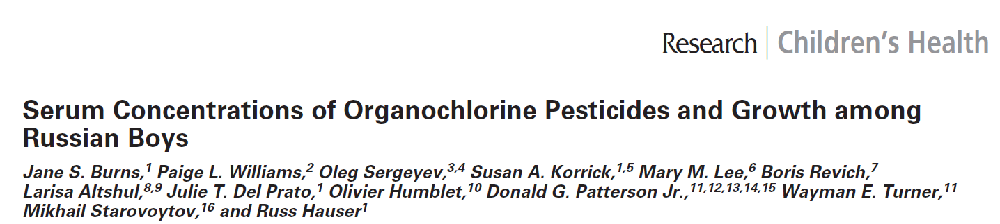 Research | Children's Health
Serum Concentrations of Organochlorine Pesticides and Growth among
Russian Boys
Jane S. Burns,1 Paige L. Williams,2 Oleg Sergeyev,3,4 Susan A. Korrick,1,5 Mary M. Lee,6 Boris Revich,7
Larisa Altshul,8,9 Julie T. Del Prato,1 Olivier Humblet,10 Donald G. Patterson Jr.,11,12,13,14,15 Wayman E. Turner,11
Mikhail Starovoytov,16 and Russ Hauser1